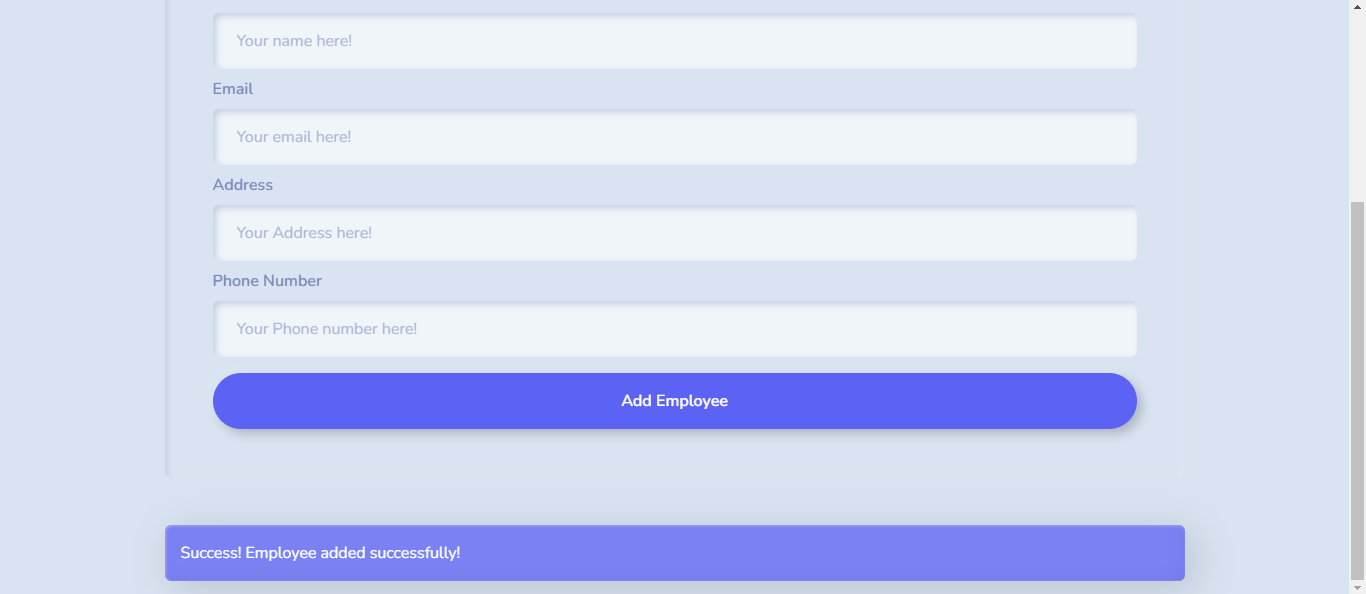 Your name here!
Email
Your email here!
Address
Your Address here!
Phone Number
Your Phone number here!
Add Employee
Success! Employee added successfully!